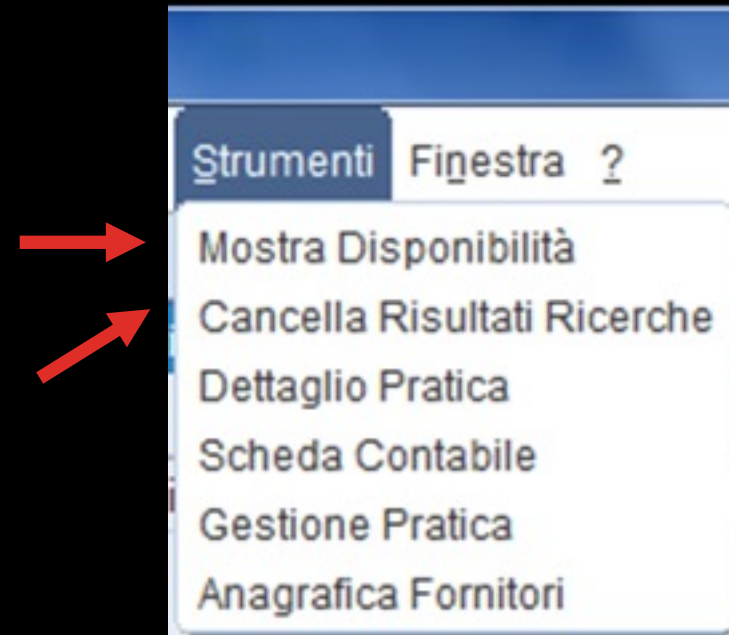 Strumenti Finestra ?
Mostra Disponibilità
Cancella Risultati Ricerche
Dettaglio Pratica
Scheda Contabile
Gestione Pratica
Anagrafica Fornitori